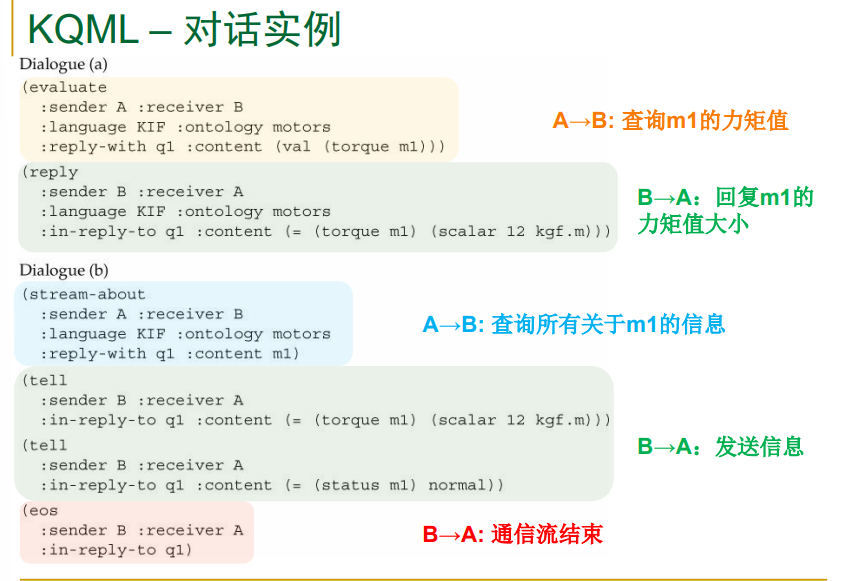 KQML – 对话实例
Dialogue (a)
(evaluate
:sender A :receiver B
:language KIF :ontology motors
:reply-with q1 :content (val (torque m1)))
A→B: 查询m1的力矩值
(reply
:sender B :receiver A
:language KIF :ontology motors
:in-reply-to q1 :content (= (torque m1) (scalar 12 kgf.m)))
B→A：回复m1的
力矩值大小
Dialogue (b)
(stream-about
:sender A :receiver B
:language KIF :ontology motors
:reply-with q1 :content m1)
A→B: 查询所有关于m1的信息
(tell
:sender B :receiver A
:in-reply-to q1 :content (= (torque m1) (scalar 12 kgf.m)))
(tell
:sender B :receiver A
:in-reply-to q1 :content (= (status m1) normal))
B→A：发送信息
(eos
:sender B :receiver A
:in-reply-to q1)
B→A: 通信流结束